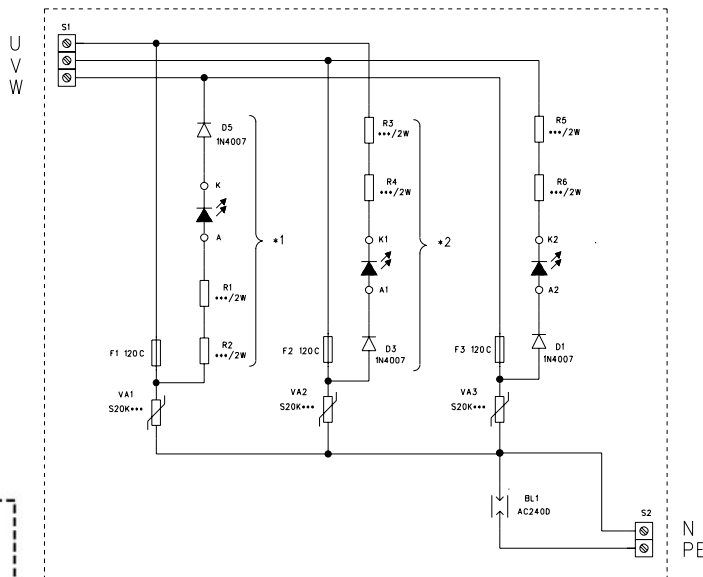 S1
U
V
W
D5
1N4007
K
A
*1
R1
•••/2W
R2
•••/2W
R3
•••/2W
R4
•••/2W
K1
A1
*2
D3
1N4007
R5
•••/2W
R6
•••/2W
K2
A2
D1
1N4007
F1 120C
F2 120C
F3 120C
VA1
S20K•••
VA2
S20K•••
VA3
S20K•••
BL1
AC240D
S2
N
PE